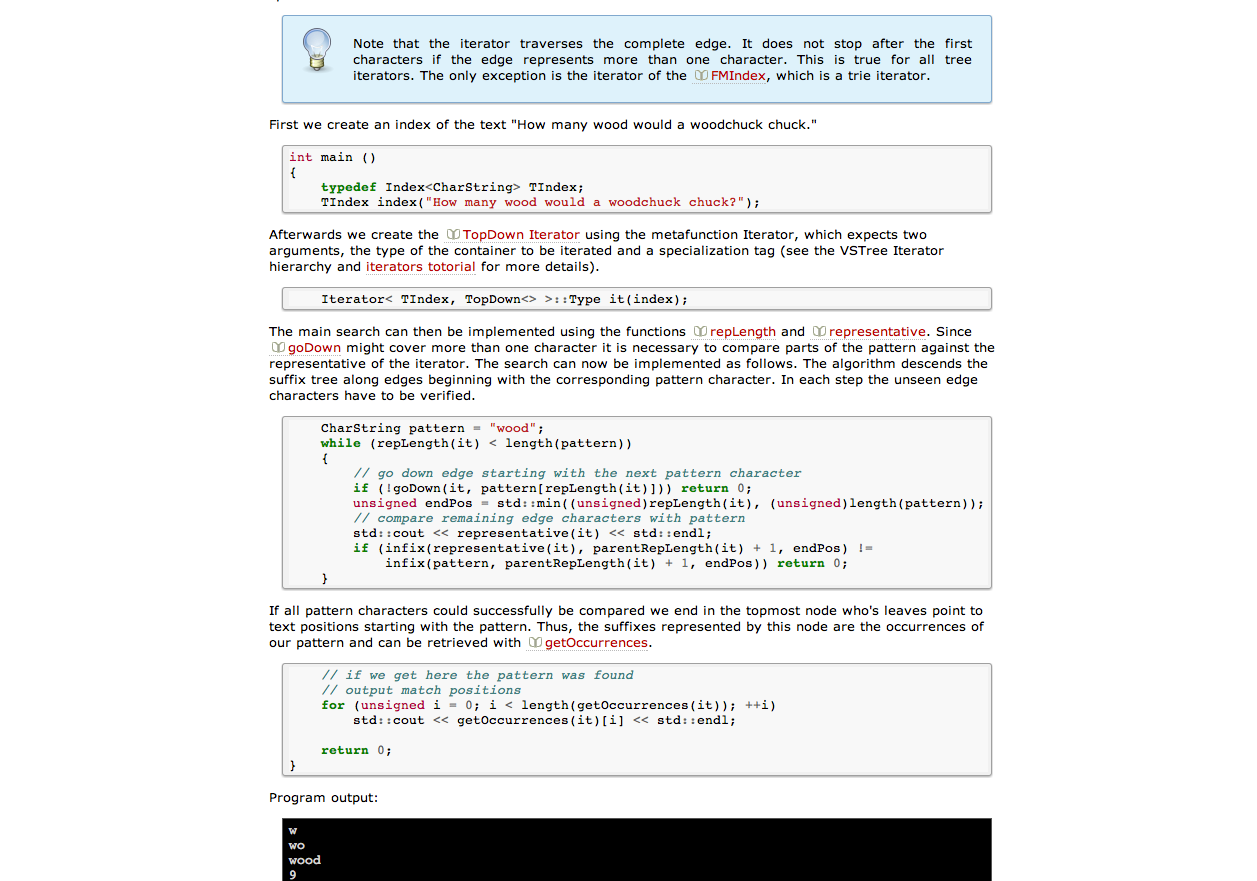 Note that the iterator traverses the complete edge. It does not stop after the first
characters if the edge represents more than one character. This is true for all tree
iterators. The only exception is the iterator of the FMIndex, which is a trie iterator.
First we create an index of the text "How many wood would a woodchuck chuck."
int main ()
{
    typedef Index<CharString> TIndex;
    TIndex index("How many wood would a woodchuck chuck?");
Afterwards we create the TopDown Iterator using the metafunction Iterator, which expects two
arguments, the type of the container to be iterated and a specialization tag (see the VSTree Iterator
hierarchy and iterators totorial for more details).
    Iterator< TIndex, TopDown<> >::Type it(index);
The main search can then be implemented using the functions repLength and representative. Since
goDown might cover more than one character it is necessary to compare parts of the pattern against the
representative of the iterator. The search can now be implemented as follows. The algorithm descends the
suffix tree along edges beginning with the corresponding pattern character. In each step the unseen edge
characters have to be verified.
    CharString pattern = "wood";
    while (repLength(it) < length(pattern))
    {
        // go down edge starting with the next pattern character
        if (!goDown(it, pattern[repLength(it)])) return 0;
        unsigned endPos = std::min((unsigned)repLength(it), (unsigned)length(pattern));
        // compare remaining edge characters with pattern
        std::cout << representative(it) << std::endl;
        if (infix(representative(it), parentRepLength(it) + 1, endPos) !=
            infix(pattern, parentRepLength(it) + 1, endPos)) return 0;
    }
If all pattern characters could successfully be compared we end in the topmost node who's leaves point to
text positions starting with the pattern. Thus, the suffixes represented by this node are the occurrences of
our pattern and can be retrieved with getOccurrences.
    // if we get here the pattern was found
    // output match positions
    for (unsigned i = 0; i < length(getOccurrences(it)); ++i)
        std::cout << getOccurrences(it)[i] << std::endl;
    return 0;
}
Program output:
w
wo
wood
9